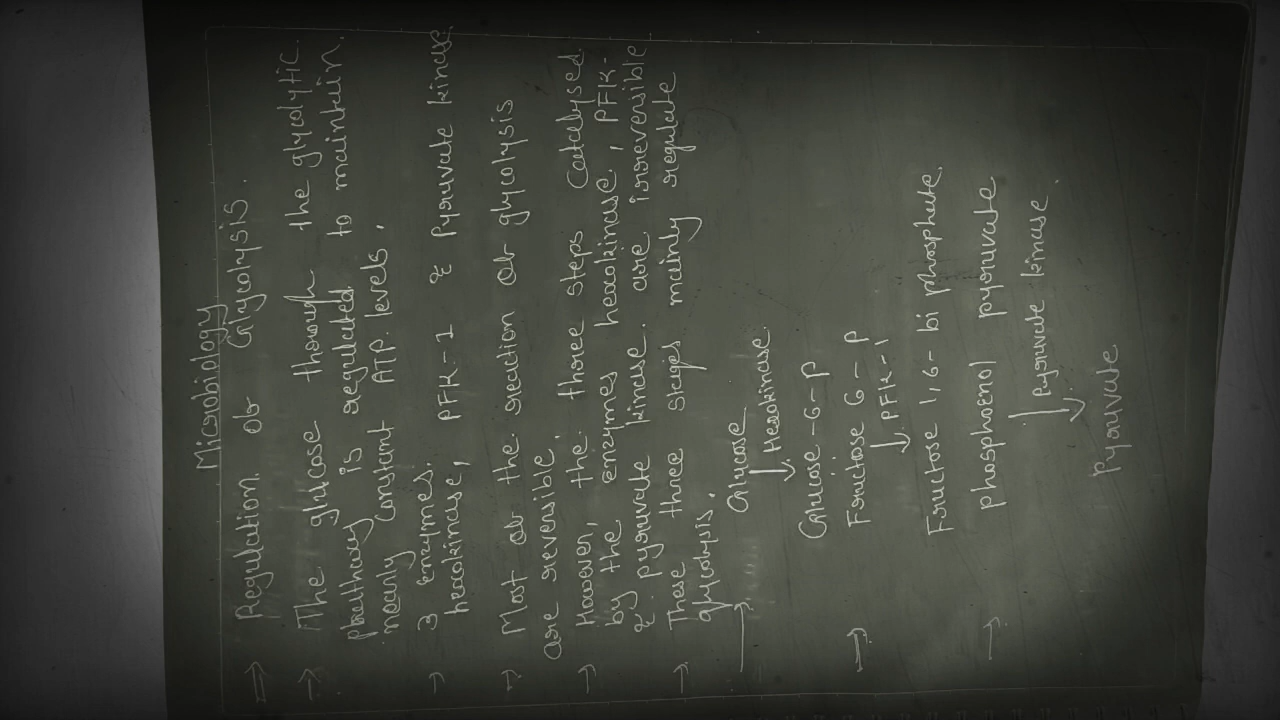 Microbiology
⇒ Regulation of Glycolysis.
→ The glucose through the glycolytic
pathway is regulated to maintain
nearly constant ATP levels.
→ 3 enzymes.
hexokinase, PFK-1 & Pyruvate kinase.
→ Most of the reaction of glycolysis
are reversible.
→ However, the three steps Catalysed
by the enzymes hexokinase, PFK-
& pyruvate kinase. are irreversible
→ These three stages mainly regulate
glycolysis.
→ Glucose
↓ Hexokinase.
Glucose-6-p
⇒ Fructose 6-p
↓ PFK-1
Fructose 1,6-bi phosphate.
→ phosphoenol pyruvate
↓ Pyruvate kinase.
Pyruvate